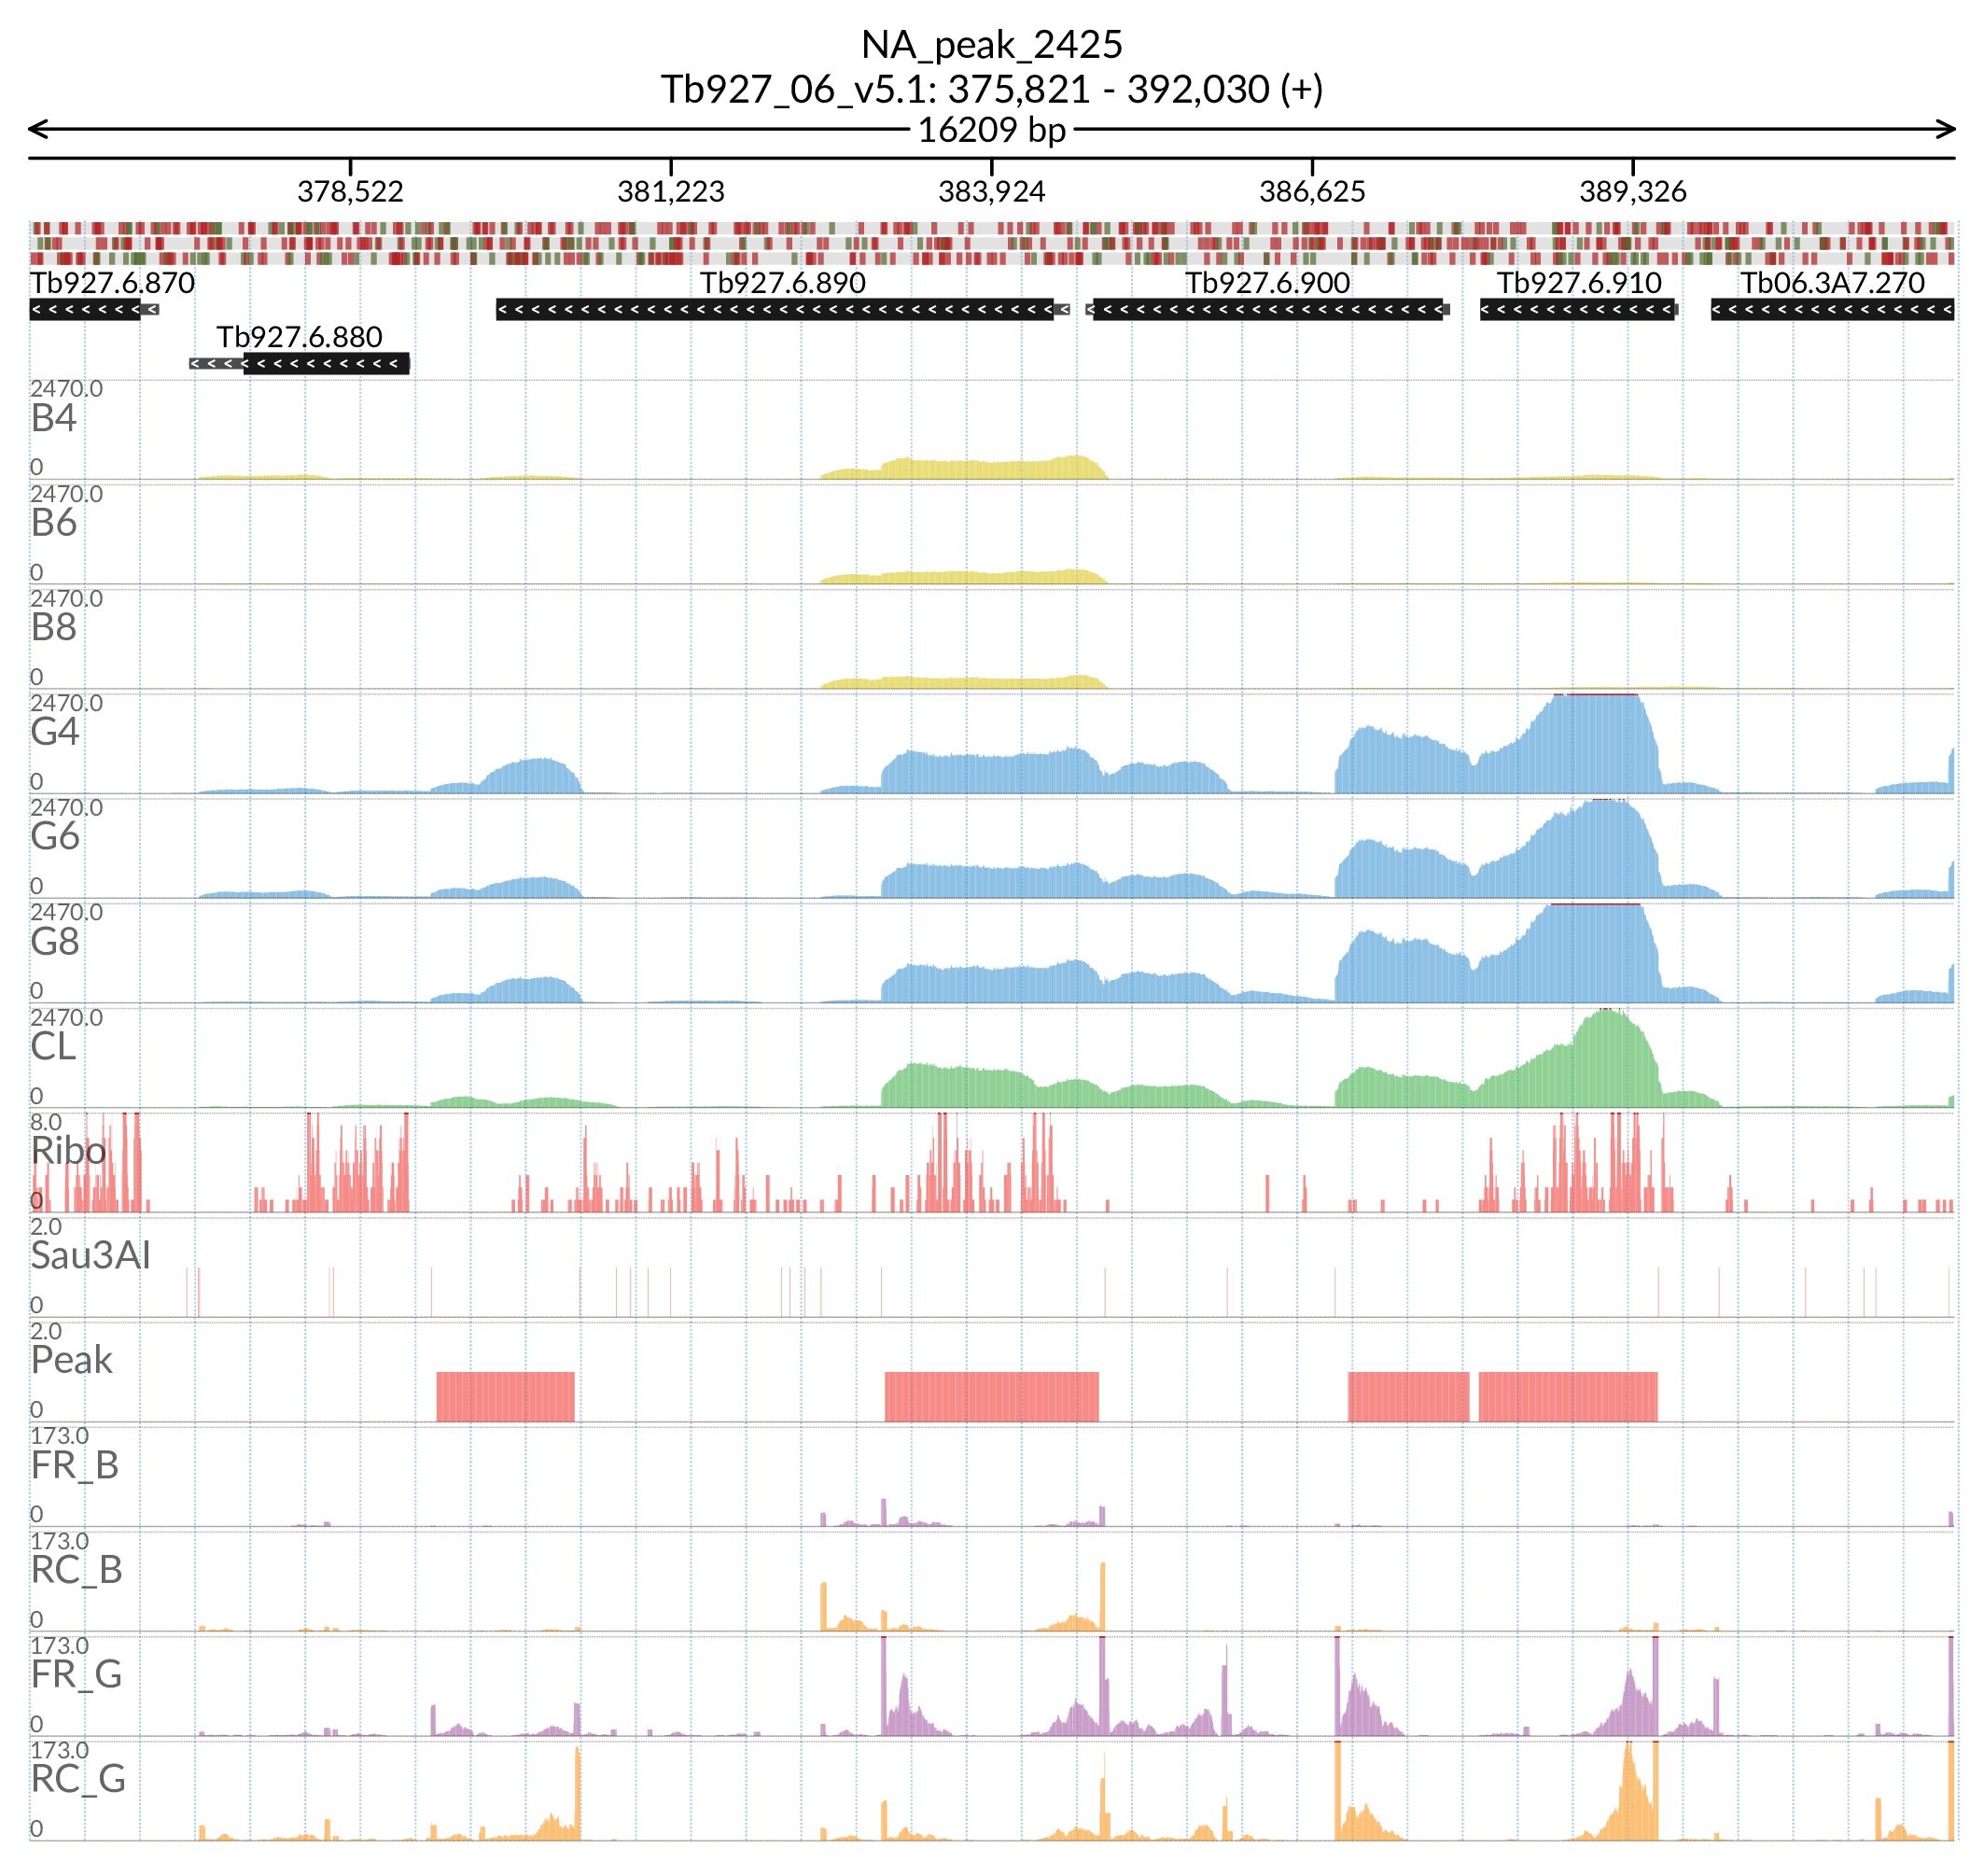 NA_peak_2425
Tb927_06_v5.1: 375,821 - 392,030 (+)
16209 bp
378,522 381,223 383,924 386,625 389,326
Tb927.6.870 Tb927.6.890 Tb927.6.900 Tb927.6.910 Tb06.3A7.270
Tb927.6.880
2470.0
B4
0
2470.0
B6
0
2470.0
B8
0
2470.0
G4
0
2470.0
G6
0
2470.0
G8
0
2470.0
CL
0
8.0
Ribo
0
2.0
Sau3AI
0
2.0
Peak
0
173.0
FR_B
0
173.0
RC_B
0
173.0
FR_G
0
173.0
RC_G
0